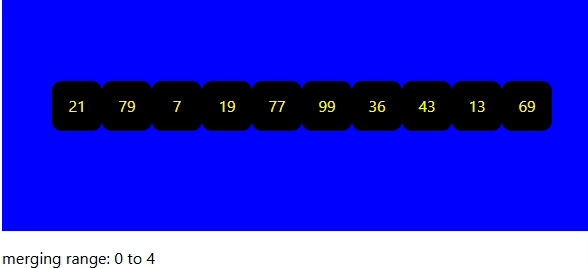 21 79 7 19 77 99 36 43 13 69
merging range: 0 to 4